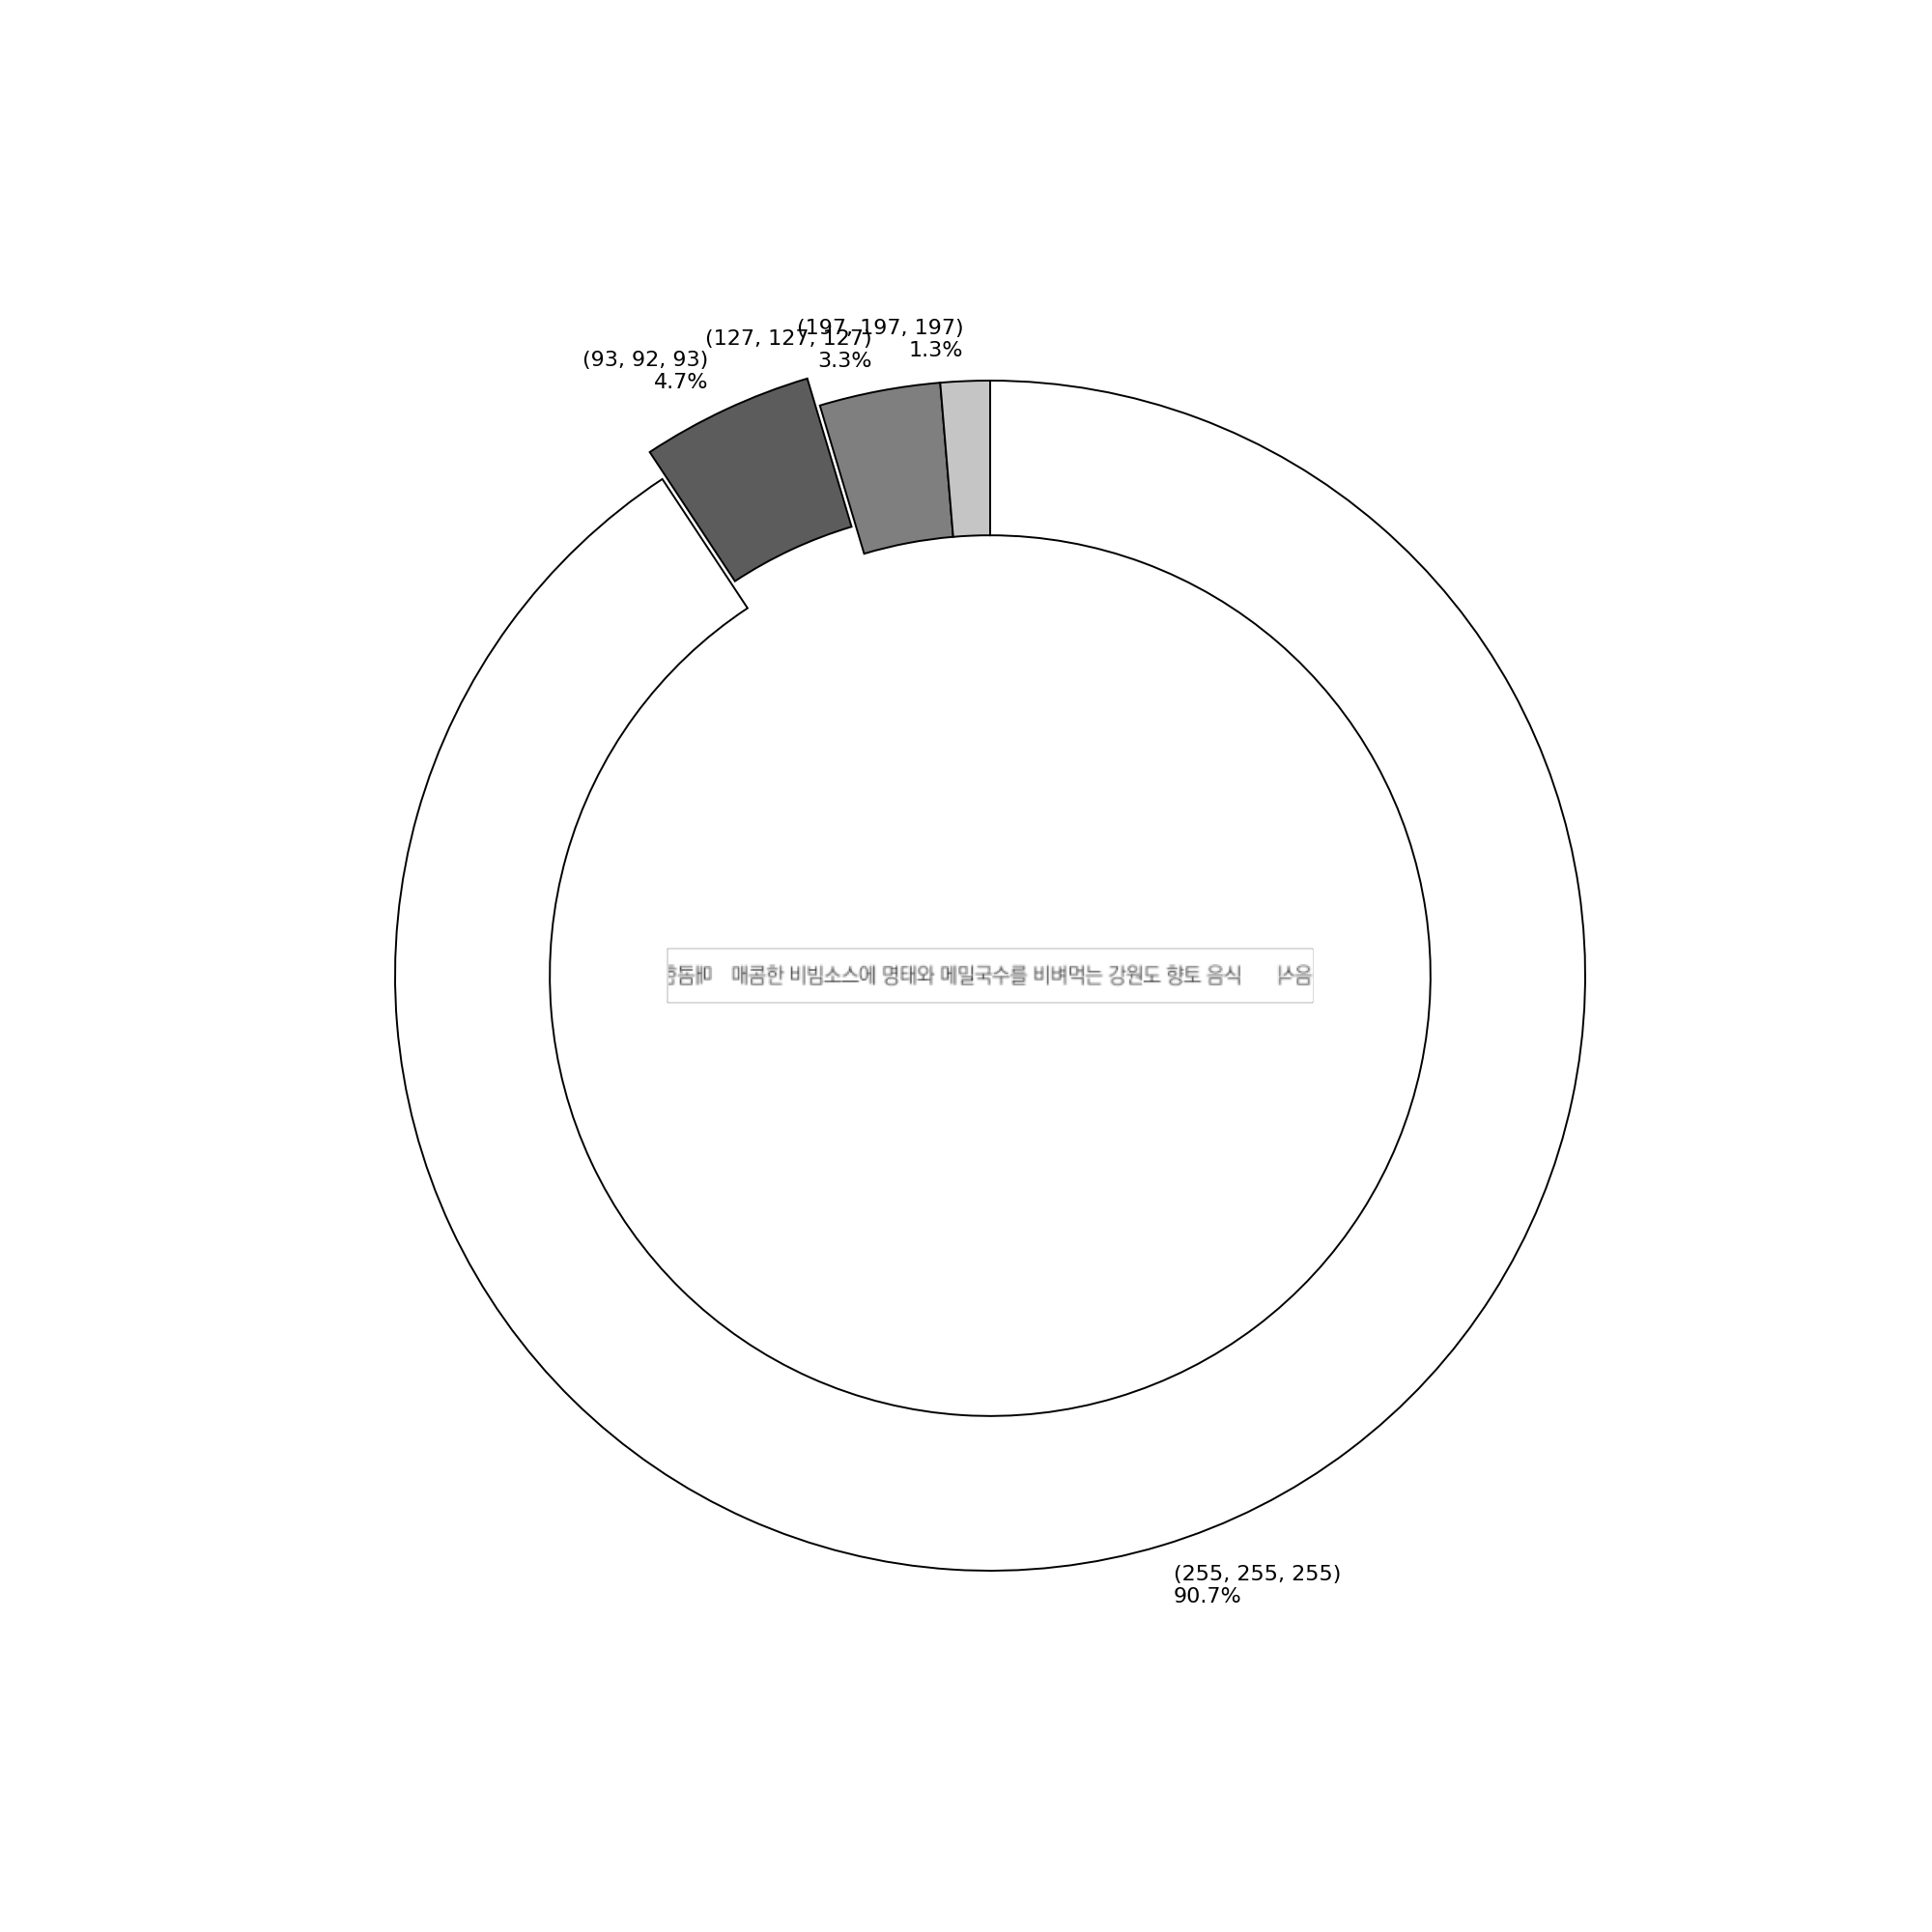 (197, 197, 197)
1.3%
(127, 127, 127)
3.3%
(93, 92, 93)
4.7%
매콤한 비빔소스에 명태와 메밀국수를 비벼먹는 강원도 향토 음식
(255, 255, 255)
90.7%